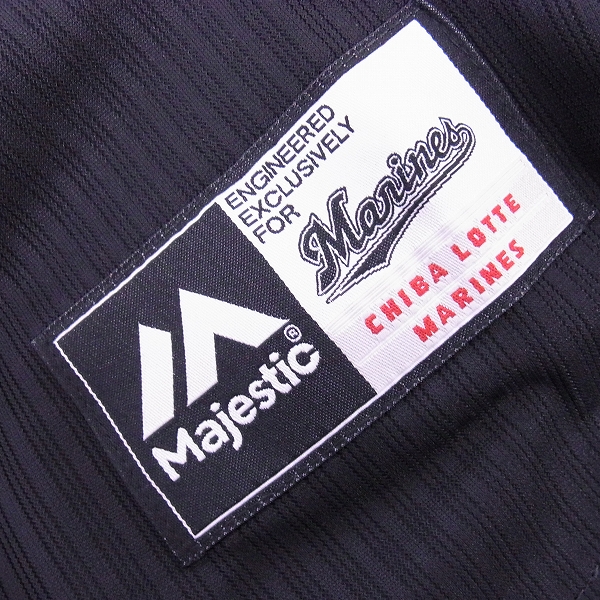 ENGINEERED
EXCLUSIVELY
FOR
Marines
CHIBA LOTTE
MARINES
Majestic®